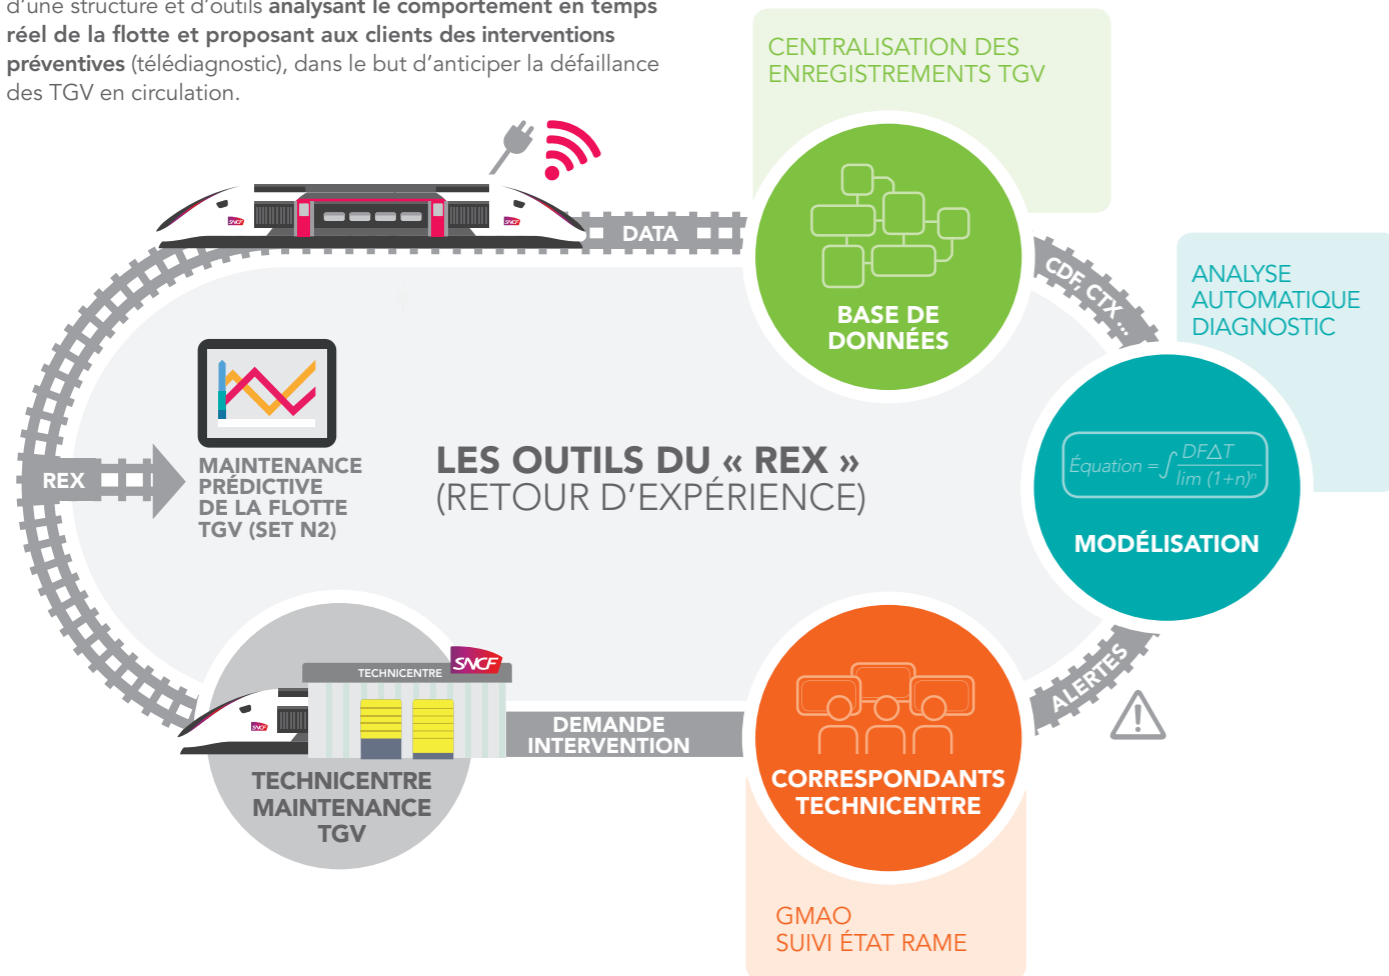 d’une structure et d’outils analysant le comportement en temps
réel de la flotte et proposant aux clients des interventions
préventives (télédiagnostic), dans le but d’anticiper la défaillance
des TGV en circulation.
CENTRALISATION DES
ENREGISTREMENTS TGV
SNCF
SNCF
DATA
BASE DE
DONNÉES
CDF, CTX ...
ANALYSE
AUTOMATIQUE
DIAGNOSTIC
Équation = ∫ DF∆T
lim (1+n)ⁿ
MODÉLISATION
REX
MAINTENANCE
PRÉDICTIVE
DE LA FLOTTE
TGV (SET N2)
LES OUTILS DU « REX »
(RETOUR D’EXPÉRIENCE)
ALERTES
!
TECHNICENTRE
SNCF
SNCF
TECHNICENTRE
MAINTENANCE
TGV
DEMANDE
INTERVENTION
CORRESPONDANTS
TECHNICENTRE
GMAO
SUIVI ÉTAT RAME